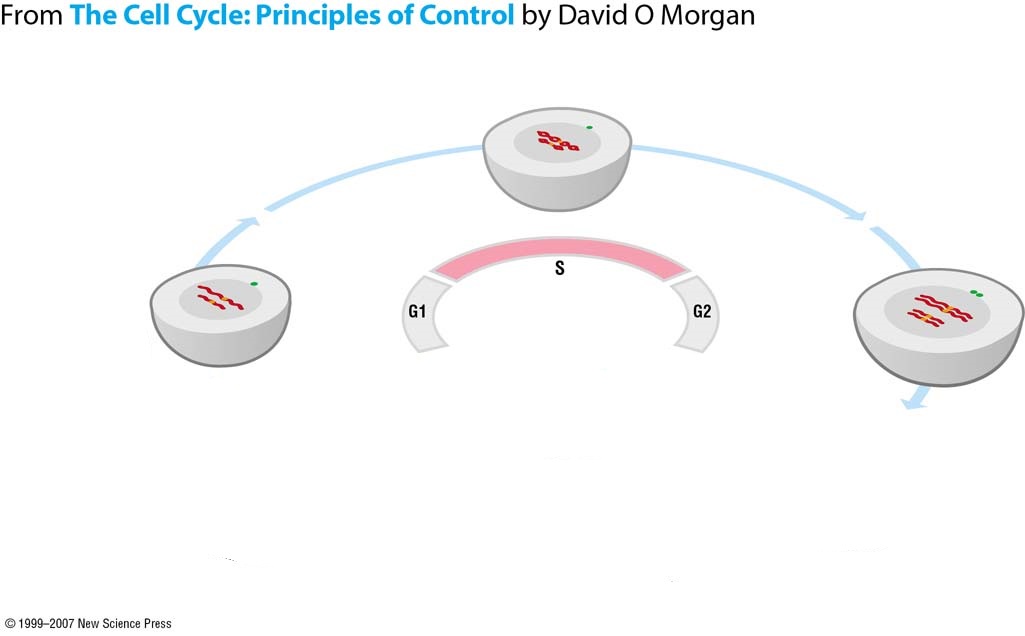 From The Cell Cycle: Principles of Control by David O Morgan
S
G1
G2
© 1999–2007 New Science Press